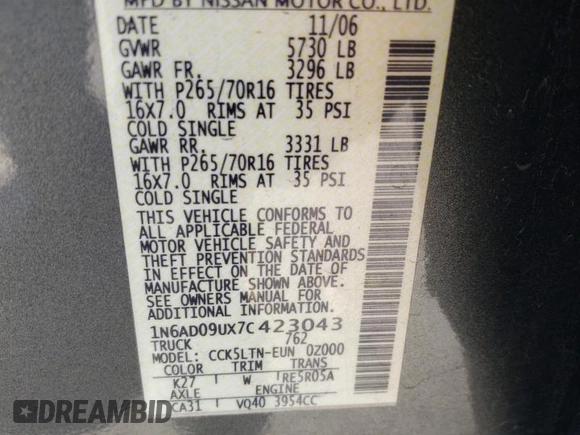 MFD BY NISSAN MOTOR CO., LTD.
DATE 11/06
GVWR 5730 LB
GAWR FR. 3296 LB
WITH P265/70R16 TIRES
16X7.0 RIMS AT 35 PSI
COLD SINGLE
GAWR RR. 3331 LB
WITH P265/70R16 TIRES
16X7.0 RIMS AT 35 PSI
COLD SINGLE
THIS VEHICLE CONFORMS TO
ALL APPLICABLE FEDERAL
MOTOR VEHICLE SAFETY AND
THEFT PREVENTION STANDARDS
IN EFFECT ON THE DATE OF
MANUFACTURE SHOWN ABOVE.
SEE OWNERS MANUAL FOR
ADDITIONAL INFORMATION.
1N6AD09UX7C423043
TRUCK 762
MODEL: CCK5LTN-EUN 0Z000
COLOR TRIM TRANS
K27 W RE5R05A
AXLE ENGINE
CA31 VQ40 3954CC
DREAMBID